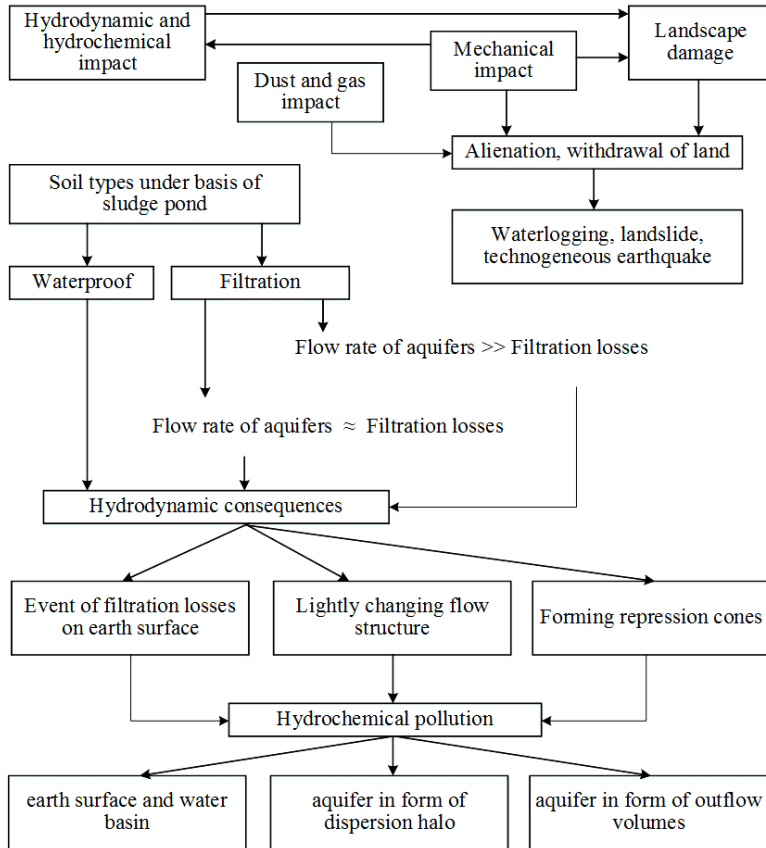 Hydrodynamic and
hydrochemical
impact
Mechanical
impact
Landscape
damage
Dust and gas
impact
Alienation, withdrawal of land
Soil types under basis of
sludge pond
Waterlogging, landslide,
technogeneous earthquake
Waterproof
Filtration
Flow rate of aquifers >> Filtration losses
Flow rate of aquifers ≈ Filtration losses
Hydrodynamic consequences
Event of filtration losses
on earth surface
Lightly changing flow
structure
Forming repression cones
Hydrochemical pollution
earth surface and water
basin
aquifer in form of
dispersion halo
aquifer in form of outflow
volumes